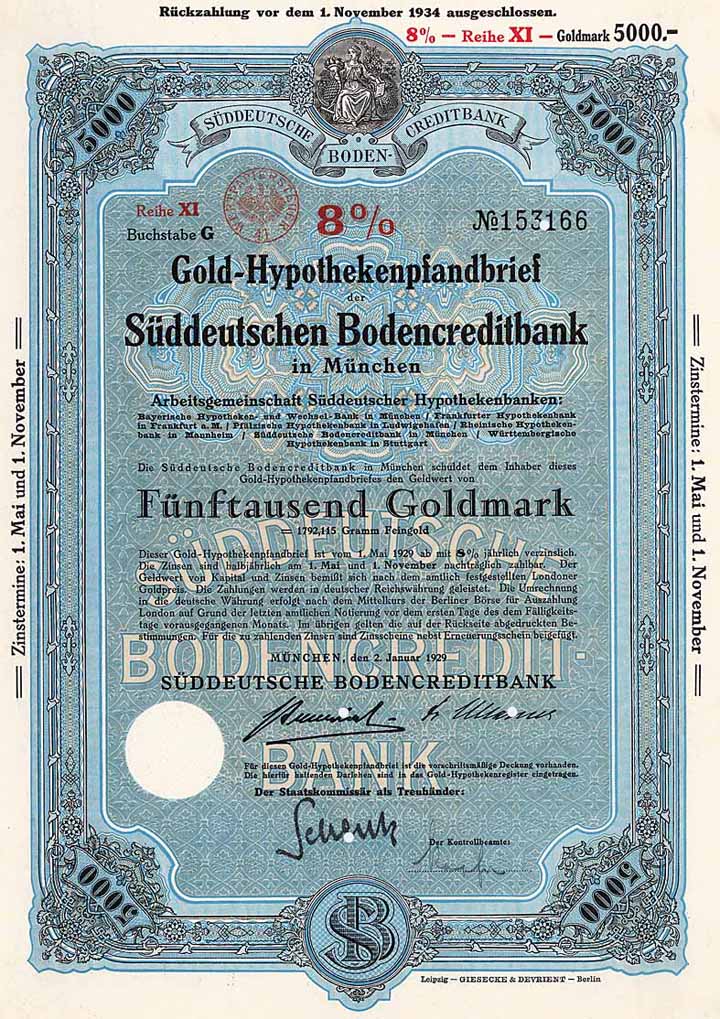 Rückzahlung vor dem 1. November 1934 ausgeschlossen.
8% — Reihe XI — Goldmark 5000.-
5000
5000
SÜDDEUTSCHE
BODEN-
CREDITBANK
Reihe XI
8%
№153166
Buchstabe G
Gold-Hypothekenpfandbrief
der
Süddeutschen Bodencreditbank
in München
Arbeitsgemeinschaft Süddeutscher Hypothekenbanken:
Bayerische Hypotheken- und Wechsel-Bank in München / Frankfurter Hypothekenbank
in Frankfurt a.M. / Pfälzische Hypothekenbank in Ludwigshafen / Rheinische Hypotheken-
bank in Mannheim / Süddeutsche Bodencreditbank in München / Württembergische
Hypothekenbank in Stuttgart
Die Süddeutsche Bodencreditbank in München schuldet dem Inhaber dieses
Gold-Hypothekenpfandbriefes den Geldwert von
Fünftausend Goldmark
= 1792,115 Gramm Feingold
Dieser Gold-Hypothekenpfandbrief ist vom 1. Mai 1929 ab mit 8% jährlich verzinslich.
Die Zinsen sind halbjährlich am 1. Mai und 1. November nachträglich zahlbar. Der
Geldwert von Kapital und Zinsen bemißt sich nach dem amtlich festgestellten Londoner
Goldpreis. Die Zahlungen werden in deutscher Reichswährung geleistet. Die Umrechnung
in die deutsche Währung erfolgt nach dem Mittelkurs der Berliner Börse für Auszahlung
London auf Grund der letzten amtlichen Notierung vor dem ersten Tage des dem Fälligkeits-
tage vorausgegangenen Monats. Im übrigen gelten die auf der Rückseite abgedruckten Be-
stimmungen. Für die zu zahlenden Zinsen sind Zinsscheine nebst Erneuerungsschein beigefügt.
SÜDDEUTSCHE
BODENCREDIT-
BANK
MÜNCHEN, den 2. Januar 1929
SÜDDEUTSCHE BODENCREDITBANK
Für diesen Gold-Hypothekenpfandbrief ist die vorschriftsmäßige Deckung vorhanden.
Die hierfür haftenden Darlehen sind in das Gold-Hypothekenregister eingetragen.
Der Staatskommissär als Treuhänder:
Der Kontrollbeamte:
5000
5000
SB
Leipzig — GIESECKE & DEVRIENT — Berlin
Zinstermine: 1. Mai und 1. November
Zinstermine: 1. Mai und 1. November